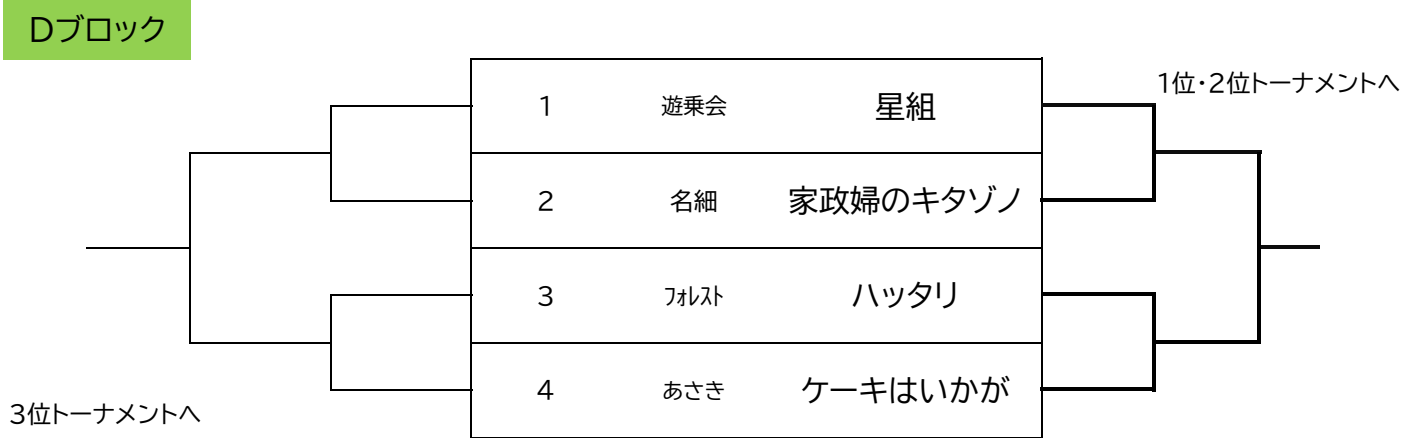 Dブロック
1位・2位トーナメントへ
1 遊乗会 星組
2 名細 家政婦のキタゾノ
3 ﾌｫﾚｽﾄ ハッタリ
4 あさき ケーキはいかが
3位トーナメントへ